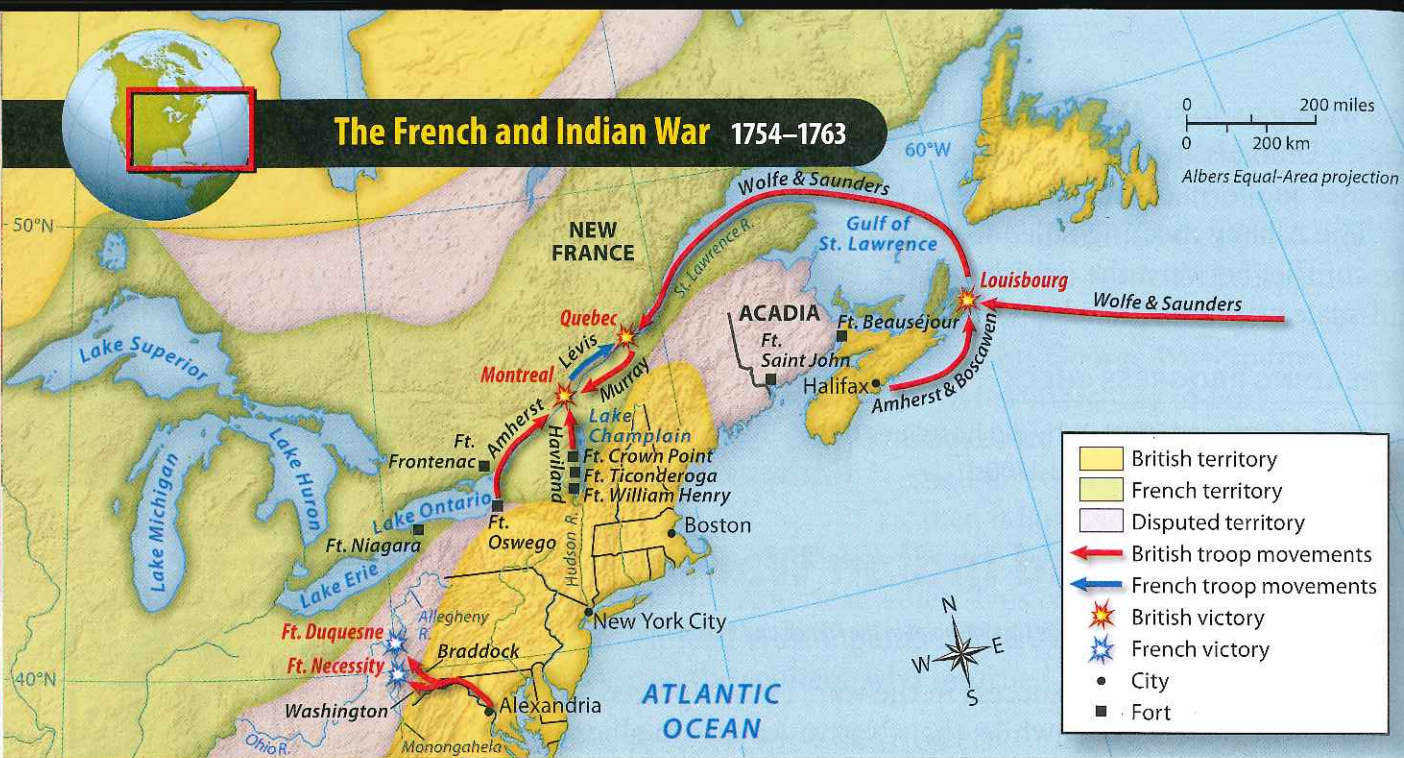 The French and Indian War 1754–1763
60°W
0 200 miles
0 200 km
Albers Equal-Area projection
50°N
NEW
FRANCE
Wolfe & Saunders
Gulf of
St. Lawrence
St. Lawrence R.
Louisbourg
Wolfe & Saunders
Quebec
ACADIA
Ft. Beauséjour
Ft.
Saint John
Halifax
Amherst & Boscawen
Lake Superior
Lévis
Montreal
Murray
Lake
Champlain
Amherst
Haviland
Ft.
Frontenac
Ft. Crown Point
Ft. Ticonderoga
Ft. William Henry
Lake Michigan
Lake Huron
Lake Ontario
Ft.
Oswego
Ft. Niagara
Hudson R.
Boston
Lake Erie
Allegheny
R.
New York City
Ft. Duquesne
Ft. Necessity
Braddock
40°N
Washington
Alexandria
ATLANTIC
OCEAN
Ohio R.
Monongahela
N
W E
S
British territory
French territory
Disputed territory
British troop movements
French troop movements
British victory
French victory
City
Fort